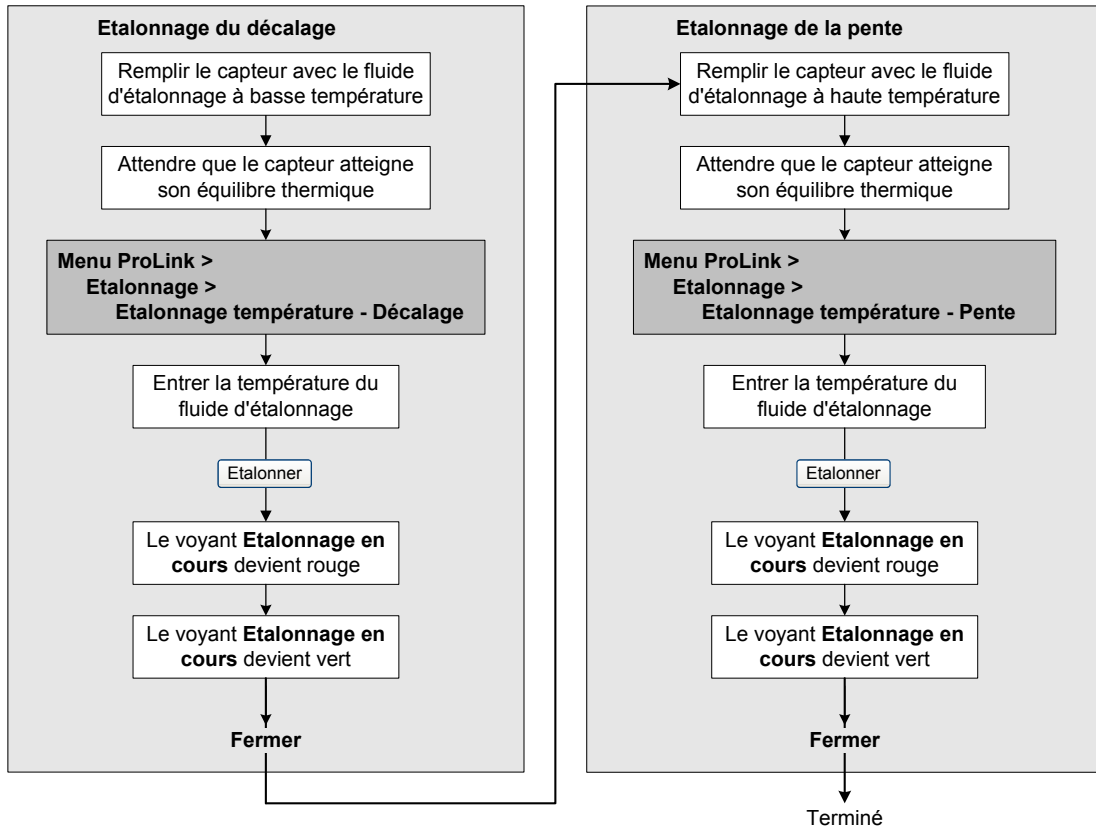 Etalonnage du décalage
Remplir le capteur avec le fluide
d'étalonnage à basse température
Attendre que le capteur atteigne
son équilibre thermique
Menu ProLink >
Etalonnage >
Etalonnage température - Décalage
Entrer la température du
fluide d'étalonnage
Etalonner
Le voyant Etalonnage en
cours devient rouge
Le voyant Etalonnage en
cours devient vert
Fermer
Etalonnage de la pente
Remplir le capteur avec le fluide
d'étalonnage à haute température
Attendre que le capteur atteigne
son équilibre thermique
Menu ProLink >
Etalonnage >
Etalonnage température - Pente
Entrer la température du
fluide d'étalonnage
Etalonner
Le voyant Etalonnage en
cours devient rouge
Le voyant Etalonnage en
cours devient vert
Fermer
Terminé